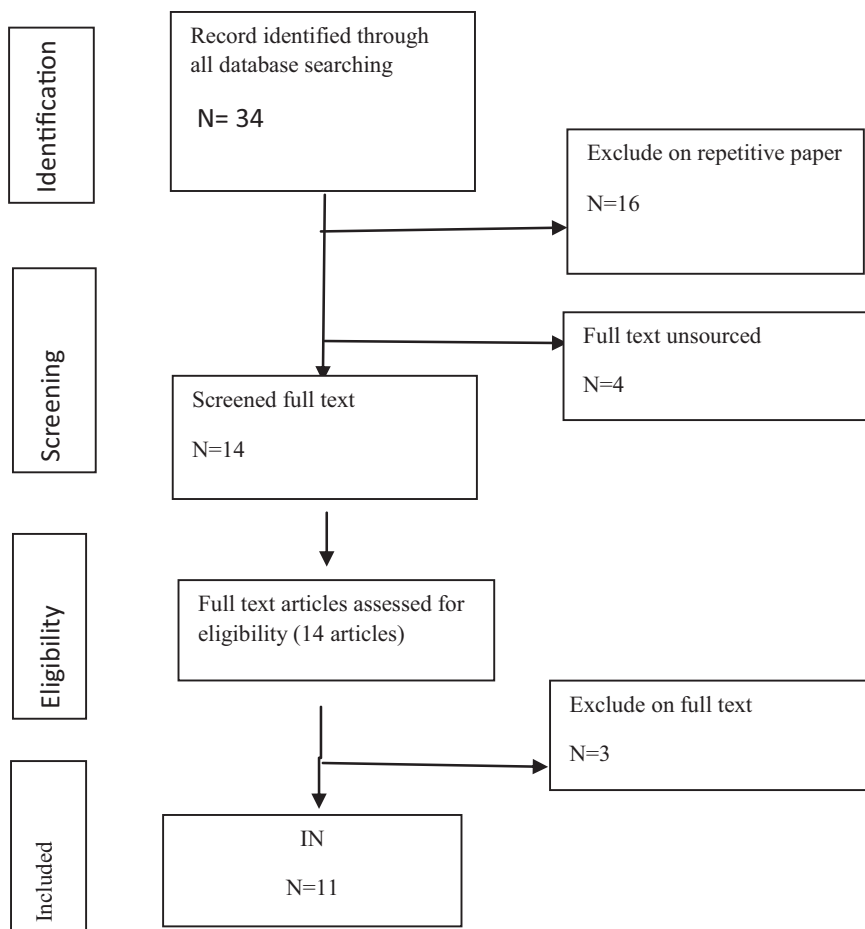 Identification
Record identified through
all database searching
N= 34
Exclude on repetitive paper
N=16
Screening
Full text unsourced
N=4
Screened full text
N=14
Eligibility
Full text articles assessed for
eligibility (14 articles)
Exclude on full text
N=3
Included
IN
N=11